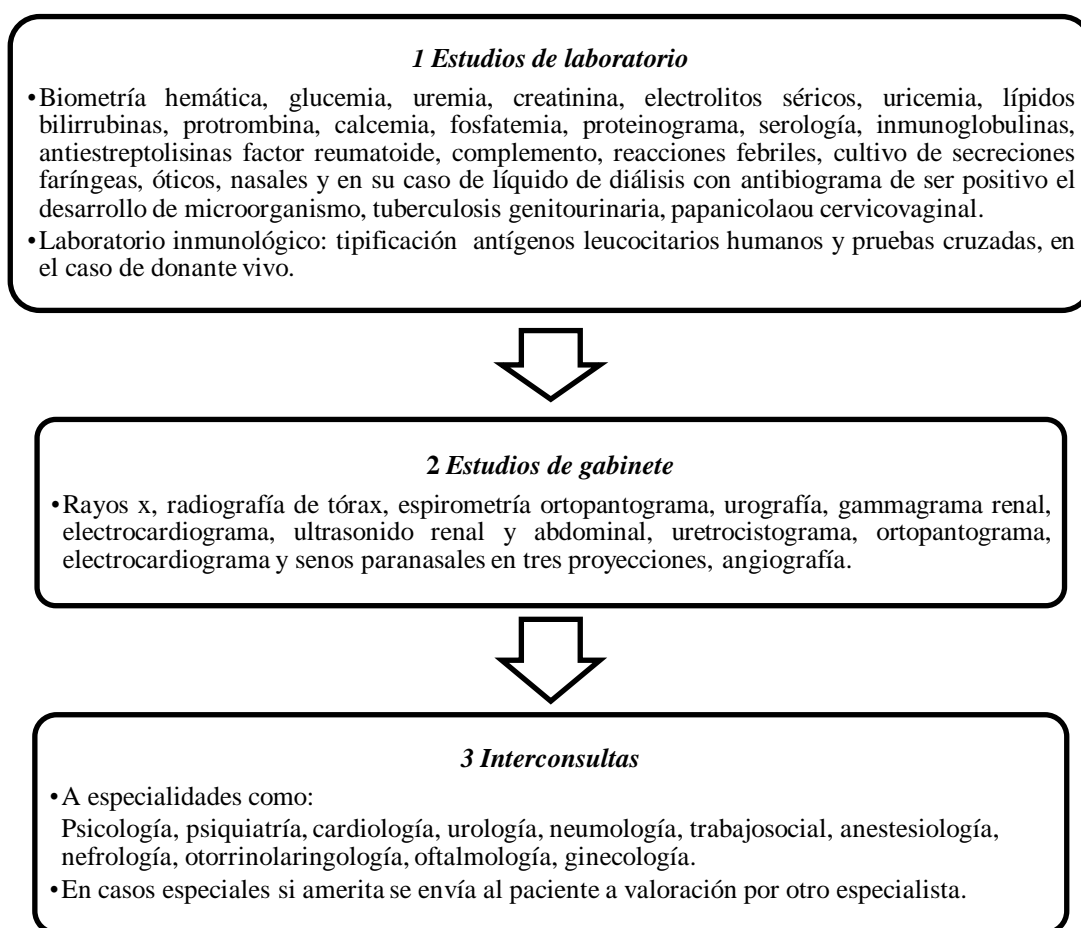 1 Estudios de laboratorio
•Biometría hemática, glucemia, uremia, creatinina, electrolitos séricos, uricemia, lípidos
bilirrubinas, protrombina, calcemia, fosfatemia, proteinograma, serología, inmunoglobulinas,
antiestreptolisinas factor reumatoide, complemento, reacciones febriles, cultivo de secreciones
faríngeas, óticos, nasales y en su caso de líquido de diálisis con antibiograma de ser positivo el
desarrollo de microorganismo, tuberculosis genitourinaria, papanicolaou cervicovaginal.
•Laboratorio inmunológico: tipificación antígenos leucocitarios humanos y pruebas cruzadas, en
el caso de donante vivo.
2 Estudios de gabinete
•Rayos x, radiografía de tórax, espirometría ortopantograma, urografía, gammagrama renal,
electrocardiograma, ultrasonido renal y abdominal, uretrocistograma, ortopantograma,
electrocardiograma y senos paranasales en tres proyecciones, angiografía.
3 Interconsultas
•A especialidades como:
Psicología, psiquiatría, cardiología, urología, neumología, trabajosocial, anestesiología,
nefrología, otorrinolaringología, oftalmología, ginecología.
•En casos especiales si amerita se envía al paciente a valoración por otro especialista.